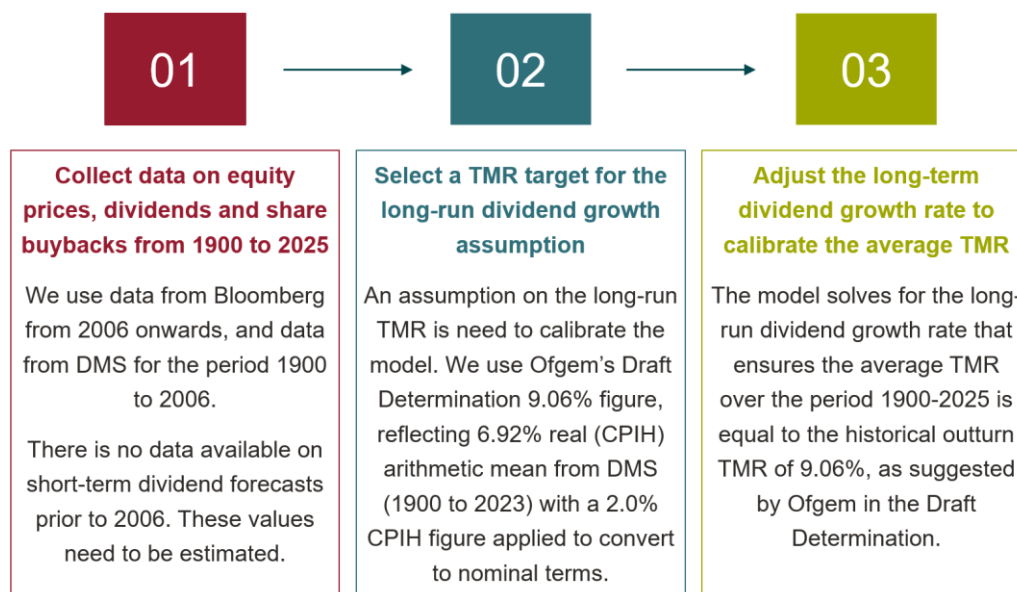 01
02
03
Collect data on equity
prices, dividends and share
buybacks from 1900 to 2025
We use data from Bloomberg
from 2006 onwards, and data
from DMS for the period 1900
to 2006.
There is no data available on
short-term dividend forecasts
prior to 2006. These values
need to be estimated.
Select a TMR target for the
long-run dividend growth
assumption
An assumption on the long-run
TMR is need to calibrate the
model. We use Ofgem’s Draft
Determination 9.06% figure,
reflecting 6.92% real (CPIH)
arithmetic mean from DMS
(1900 to 2023) with a 2.0%
CPIH figure applied to convert
to nominal terms.
Adjust the long-term
dividend growth rate to
calibrate the average TMR
The model solves for the long-
run dividend growth rate that
ensures the average TMR
over the period 1900-2025 is
equal to the historical outturn
TMR of 9.06%, as suggested
by Ofgem in the Draft
Determination.